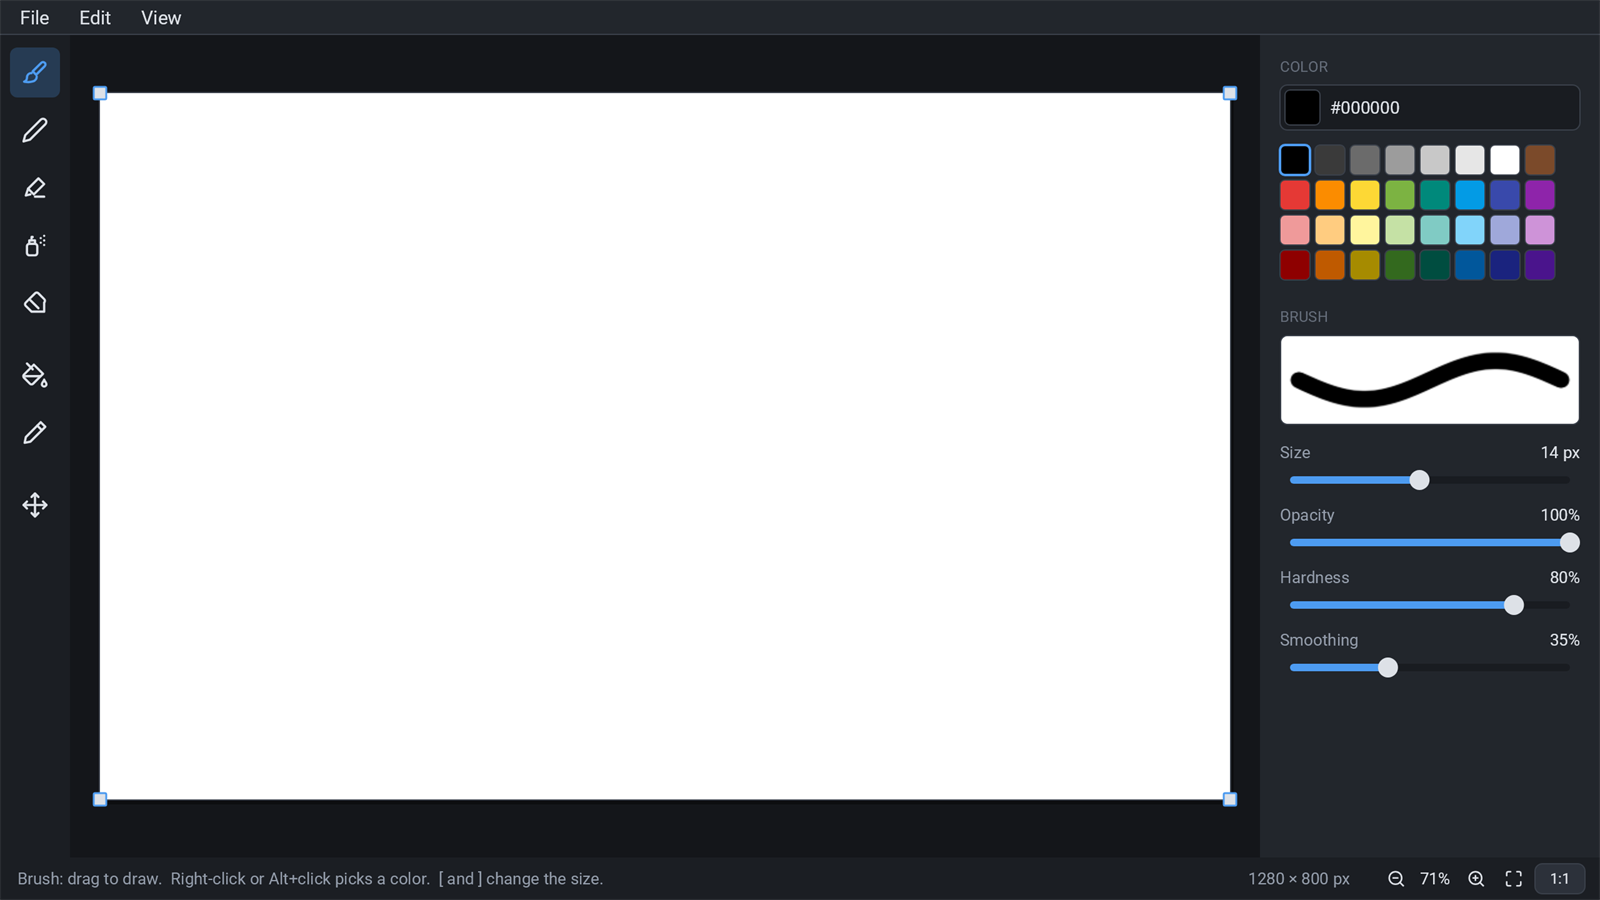 File Edit View
COLOR
#000000
BRUSH
Size 14 px
Opacity 100%
Hardness 80%
Smoothing 35%
Brush: drag to draw. Right-click or Alt+click picks a color. [ and ] change the size.
1280 × 800 px 71% 1:1